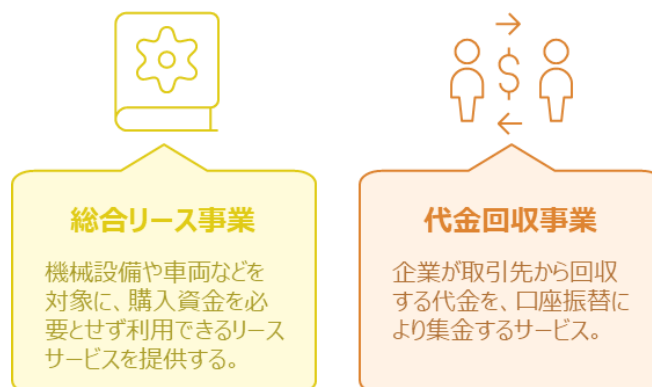 総合リース事業
機械設備や車両などを
対象に、購入資金を必
要とせず利用できるリース
サービスを提供する。
$
代金回収事業
企業が取引先から回収
する代金を、口座振替に
より集金するサービス。